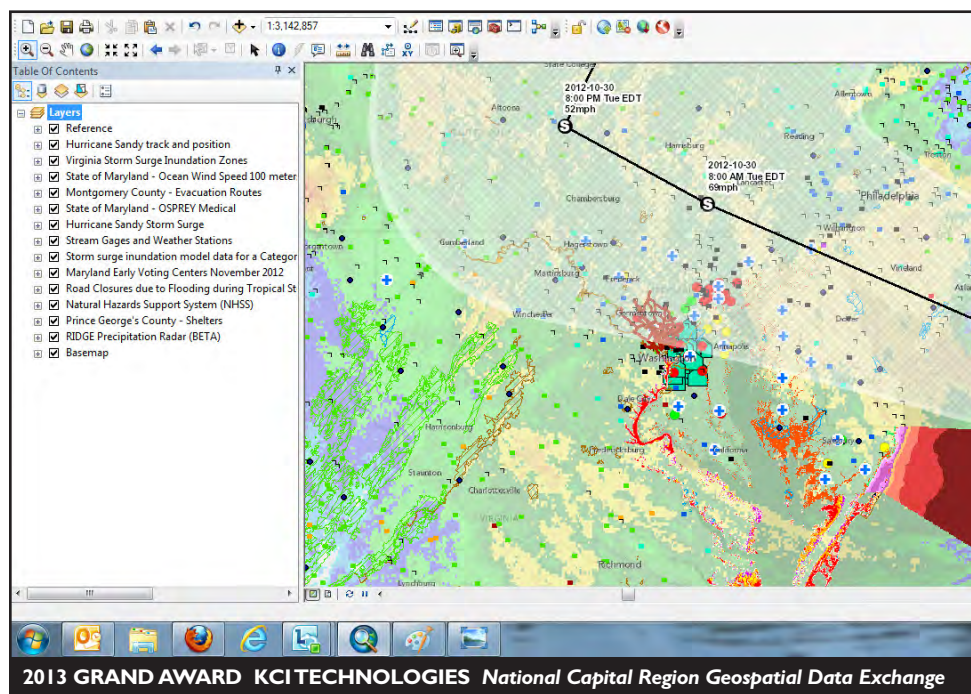 1:3,142,857
Table Of Contents
Layers
Reference
Hurricane Sandy track and position
Virginia Storm Surge Inundation Zones
State of Maryland - Ocean Wind Speed 100 meter
Montgomery County - Evacuation Routes
State of Maryland - OSPREY Medical
Hurricane Sandy Storm Surge
Stream Gages and Weather Stations
Storm surge inundation model data for a Categor
Maryland Early Voting Centers November 2012
Road Closures due to Flooding during Tropical St
Natural Hazards Support System (NHSS)
Prince George's County - Shelters
RIDGE Precipitation Radar (BETA)
Basemap
State College
2012-10-30
8:00 PM Tue EDT
52mph
Altoona
Allentown
Harrisburg
Reading
Trenton
2012-10-30
8:00 AM Tue EDT
69mph
Lancaster
Chambersburg
Philadelphia
Wilmington
Cumberland
Hagerstown
Vineland
Martinsburg
Frederick
Atla
Winchester
Germantown
Dover
Annapolis
Washington
Dale City
Harrisonburg
Fredericksburg
California
Salisbury
Staunton
Charlottesville
VIRGINIA
Richmond
Lynchburg
2013 GRAND AWARD KCI TECHNOLOGIES National Capital Region Geospatial Data Exchange